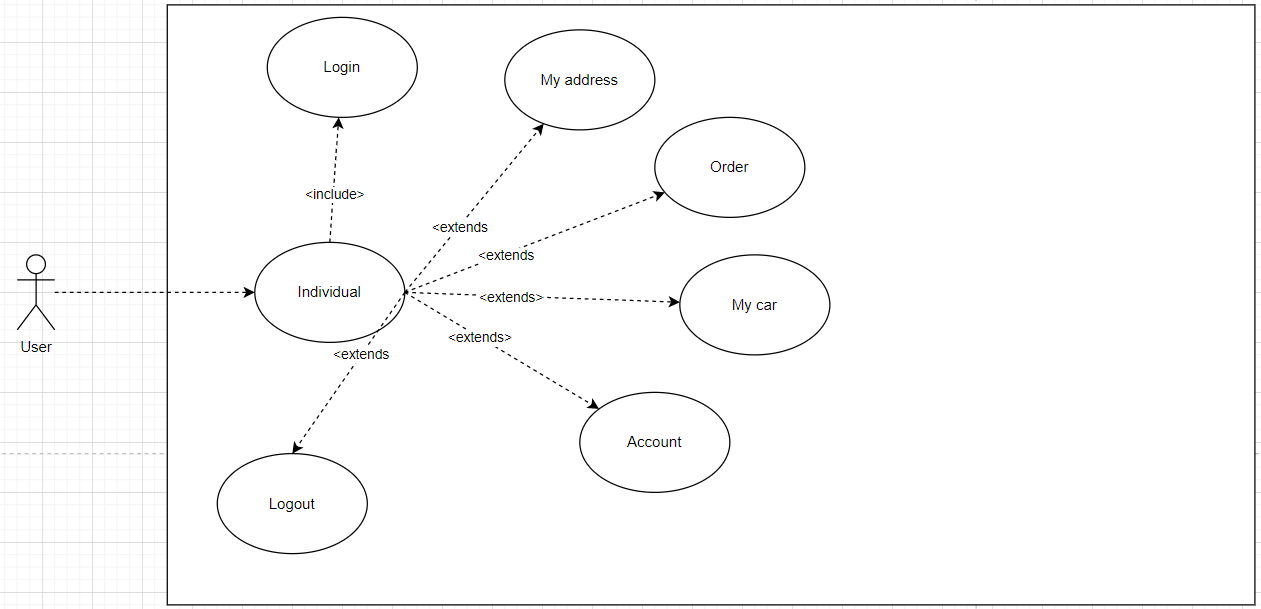 Login
My address
Order
<include>
<extends
<extends
Individual
<extends>
My car
User
<extends>
<extends
Account
Logout